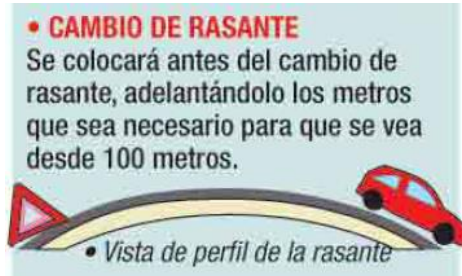 • CAMBIO DE RASANTE
Se colocará antes del cambio de
rasante, adelantándolo los metros
que sea necesario para que se vea
desde 100 metros.
• Vista de perfil de la rasante